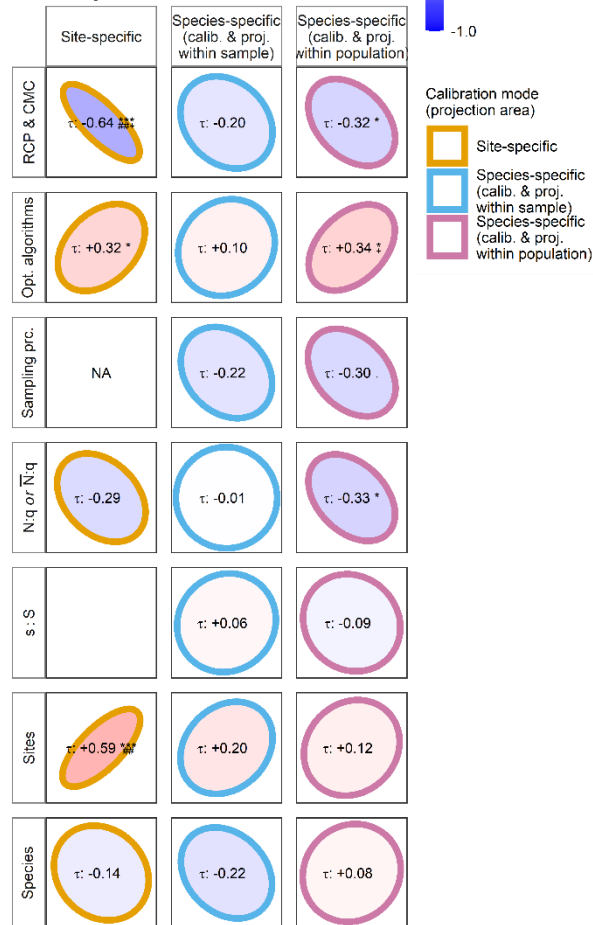 -1.0
Site-specific
Species-specific
(calib. & proj.
within sample)
Species-specific
(calib. & proj.
within population)
RCP & CMC
τ: -0.64
τ: -0.20
τ: -0.32 *
Opt. algorithms
τ: +0.32 *
τ: +0.10
τ: +0.34 ‡
Sampling prc.
NA
τ: -0.22
τ: -0.30 .
N:q or N̅:q
τ: -0.29
τ: -0.01
τ: -0.33 *
s : S
τ: +0.06
τ: -0.09
Sites
τ: +0.59
τ: +0.20
τ: +0.12
Species
τ: -0.14
τ: -0.22
τ: +0.08
Calibration mode
(projection area)
Site-specific
Species-specific
(calib. & proj.
within sample)
Species-specific
(calib. & proj.
within population)